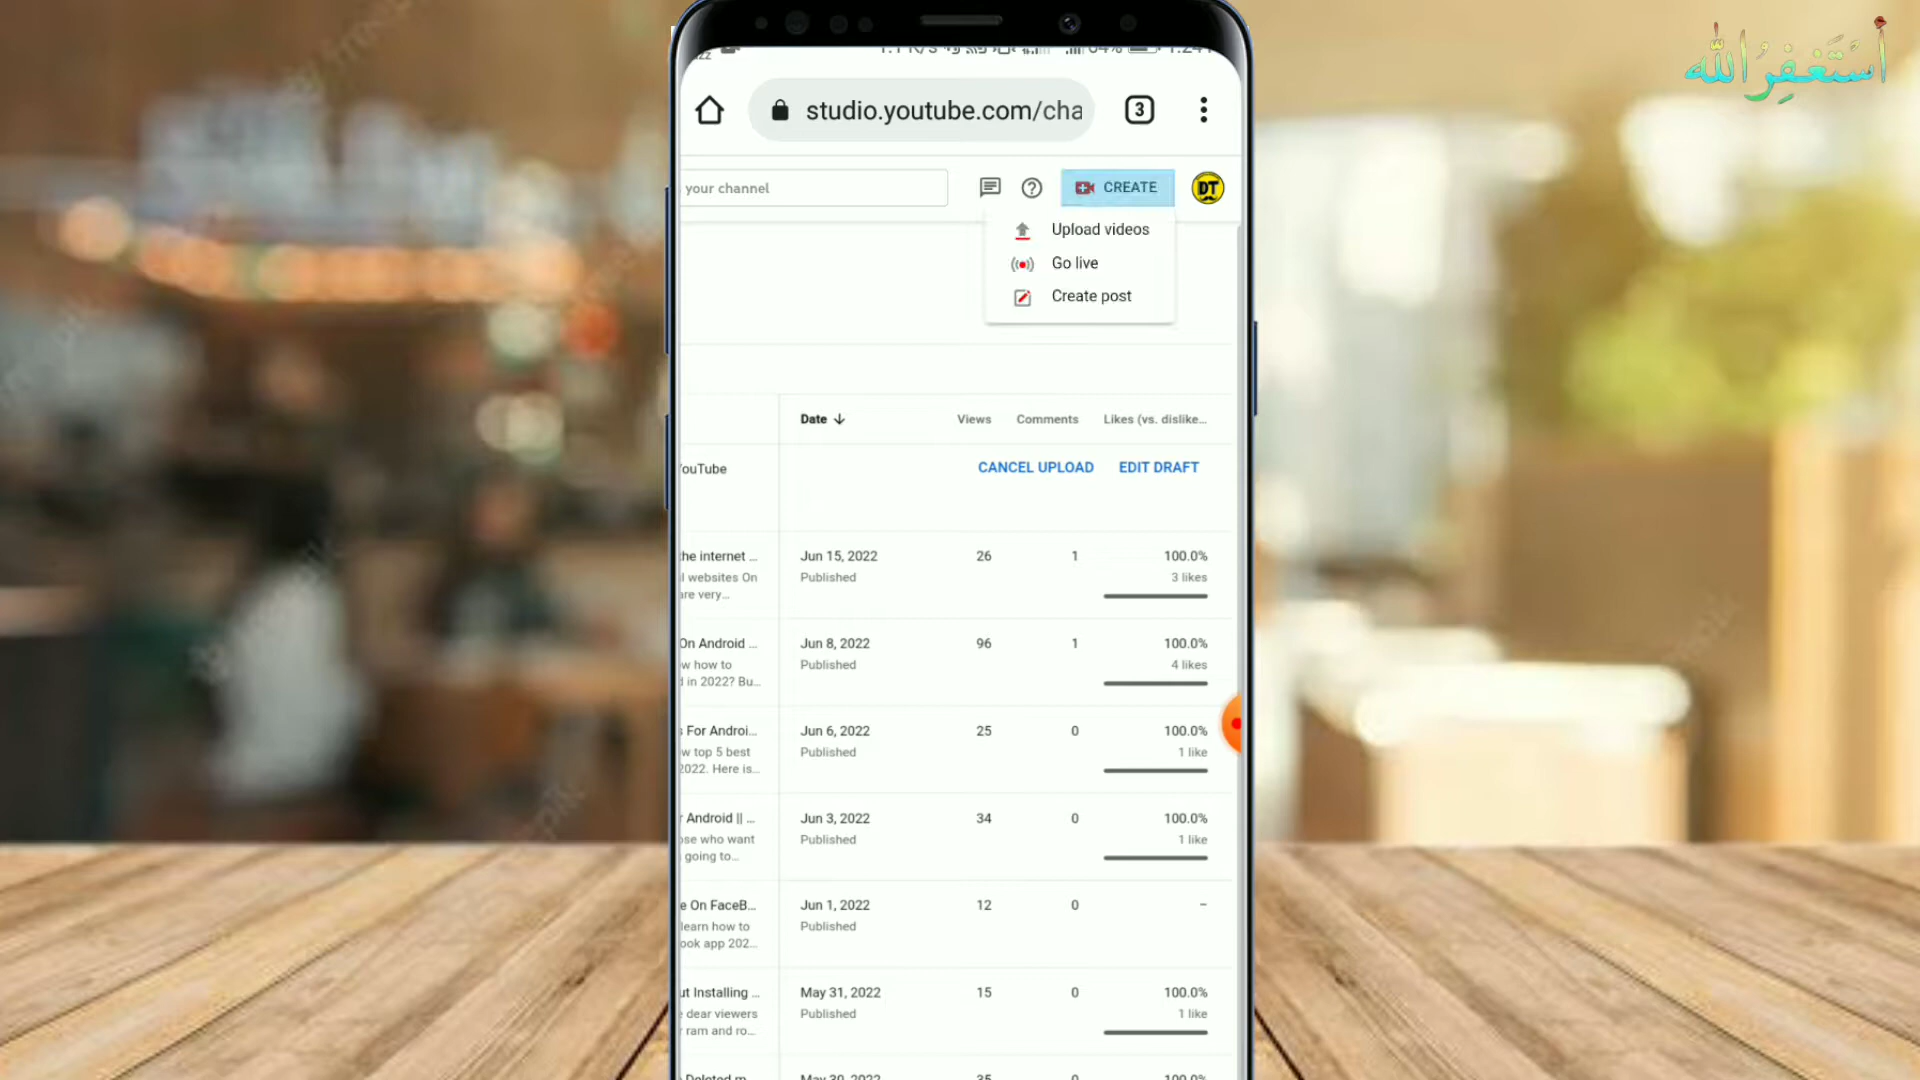 أَسْتَغْفِرُ اللّٰه
studio.youtube.com/cha
3
your channel
CREATE
DT
Upload videos
Go live
Create post
Date Views Comments Likes (vs. dislike...
ouTube CANCEL UPLOAD EDIT DRAFT
he internet ... Jun 15, 2022 26 1 100.0%
websites On Published 3 likes
are very...
On Android ... Jun 8, 2022 96 1 100.0%
w how to Published 4 likes
in 2022? Bu...
For Androi... Jun 6, 2022 25 0 100.0%
w top 5 best Published 1 like
2022. Here is...
Android || ... Jun 3, 2022 34 0 100.0%
ose who want Published 1 like
going to...
e On FaceB... Jun 1, 2022 12 0 –
learn how to Published
ook app 202...
ut Installing ... May 31, 2022 15 0 100.0%
dear viewers Published 1 like
ram and ro...